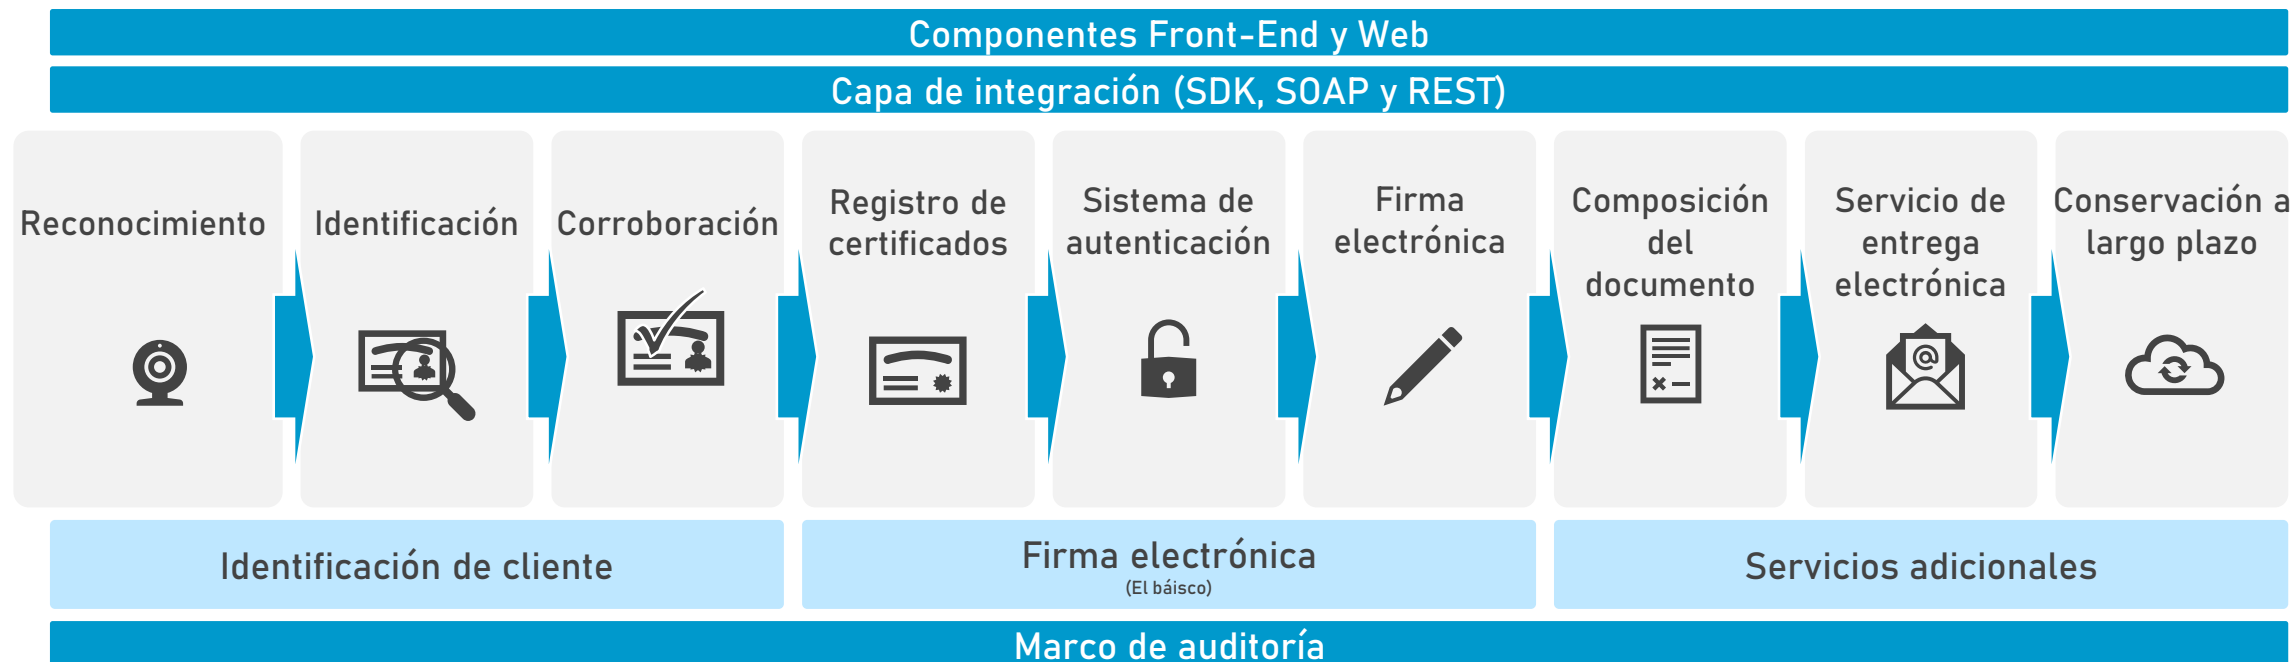 Componentes Front-End y Web
Capa de integración (SDK, SOAP y REST)
Reconocimiento
Identificación
Corroboración
Registro de
certificados
Sistema de
autenticación
Firma
electrónica
Composición
del
documento
Servicio de
entrega
electrónica
Conservación a
largo plazo
@
Identificación de cliente
Firma electrónica
(El báisco)
Servicios adicionales
Marco de auditoría